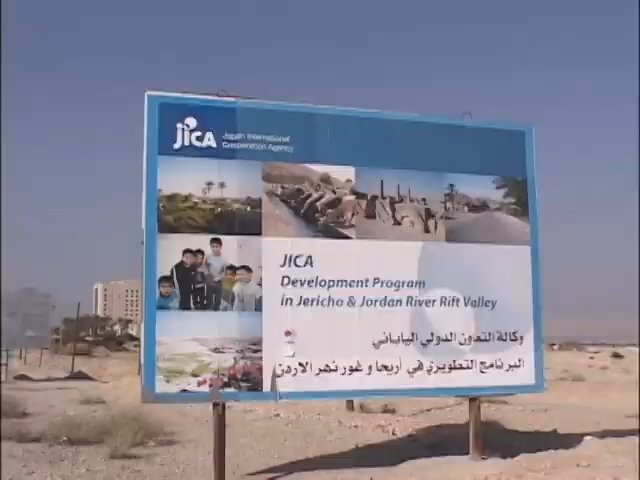 JICA Japan International
Cooperation Agency
JICA
Development Program
in Jericho & Jordan River Rift Valley
وكالة التعاون الدولي الياباني
البرنامج التطويري في أريحا و غور نهر الاردن